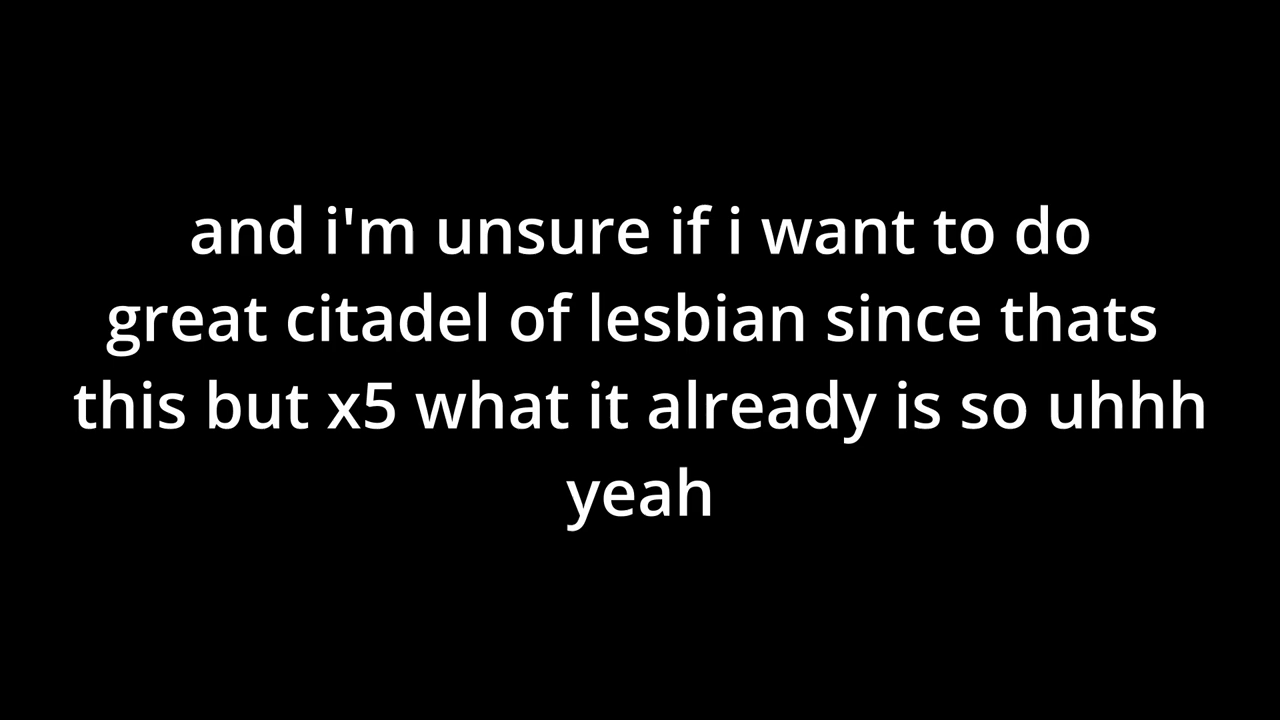 and i'm unsure if i want to do
great citadel of lesbian since thats
this but x5 what it already is so uhhh
yeah